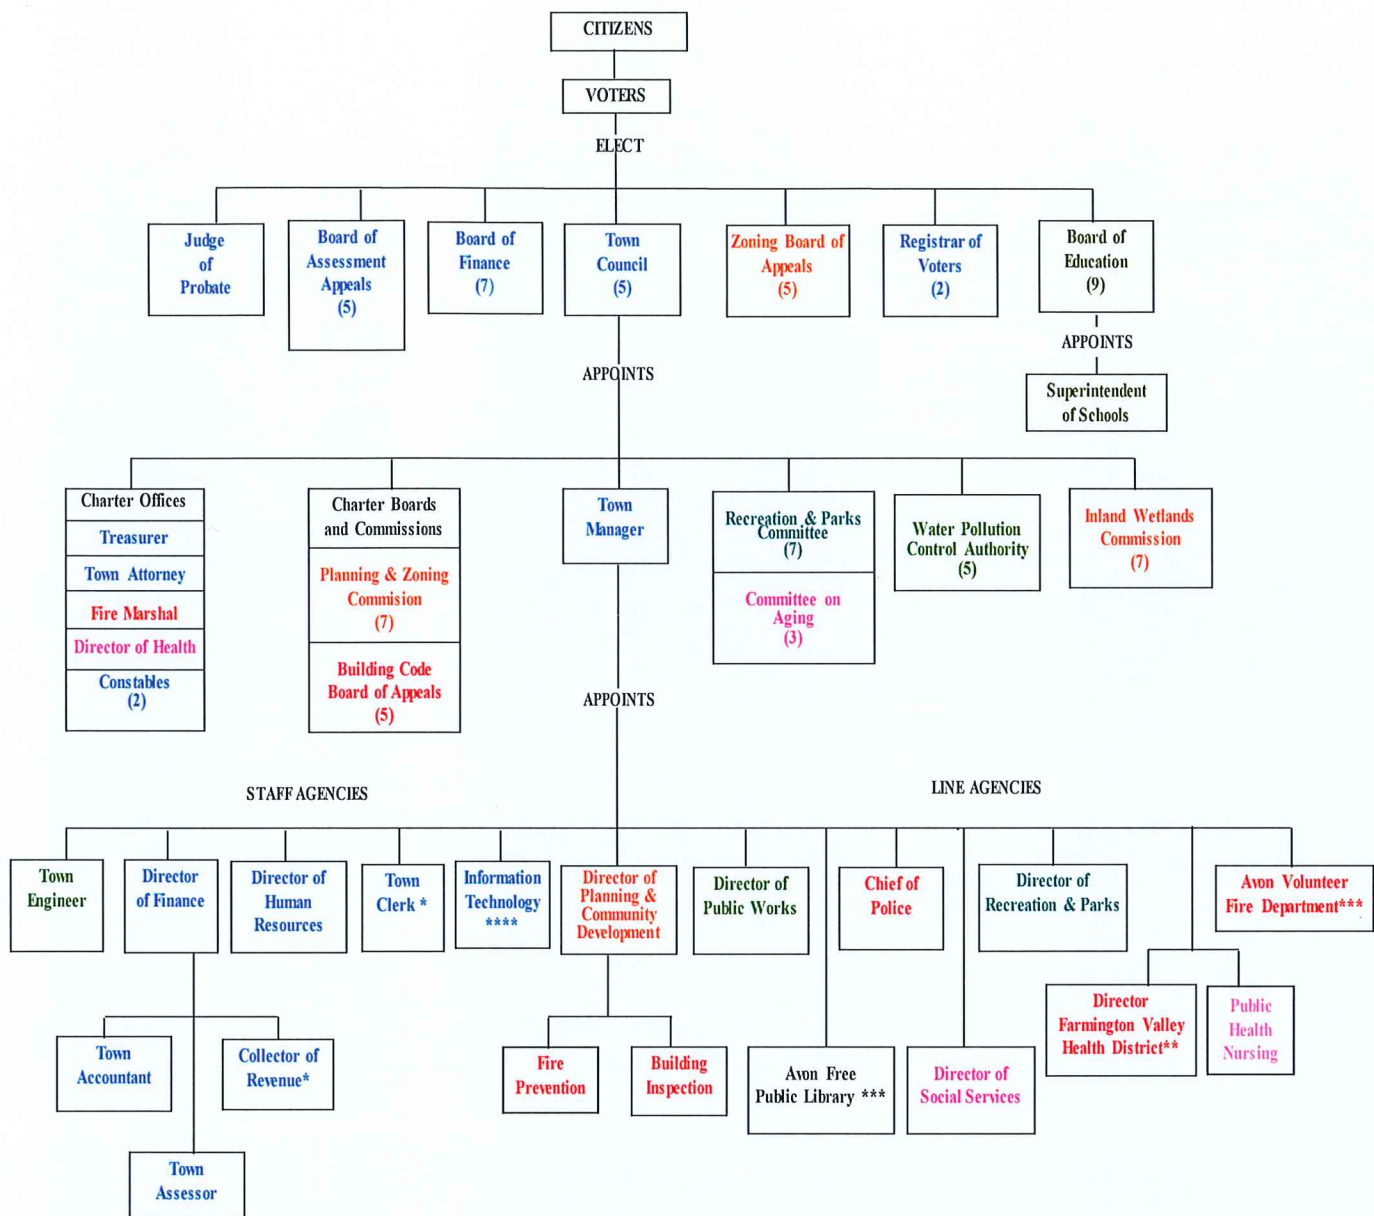 CITIZENS
VOTERS
ELECT
Judge
of
Probate
Board of
Assessment
Appeals
(5)
Board of
Finance
(7)
Town
Council
(5)
Zoning Board of
Appeals
(5)
Registrar of
Voters
(2)
Board of
Education
(9)
APPOINTS
Superintendent
of Schools
APPOINTS
Charter Offices
Treasurer
Town Attorney
Fire Marshal
Director of Health
Constables
(2)
Charter Boards
and Commissions
Planning & Zoning
Commision
(7)
Building Code
Board of Appeals
(5)
Town
Manager
Recreation & Parks
Committee
(7)
Committee on
Aging
(3)
Water Pollution
Control Authority
(5)
Inland Wetlands
Commission
(7)
APPOINTS
STAFF AGENCIES
LINE AGENCIES
Town
Engineer
Director
of Finance
Director of
Human
Resources
Town
Clerk *
Information
Technology
****
Director of
Planning &
Community
Development
Director of
Public Works
Chief of
Police
Director of
Recreation & Parks
Avon Volunteer
Fire Department***
Town
Accountant
Collector of
Revenue*
Town
Assessor
Fire
Prevention
Building
Inspection
Avon Free
Public Library ***
Director of
Social Services
Director
Farmington Valley
Health District**
Public
Health
Nursing